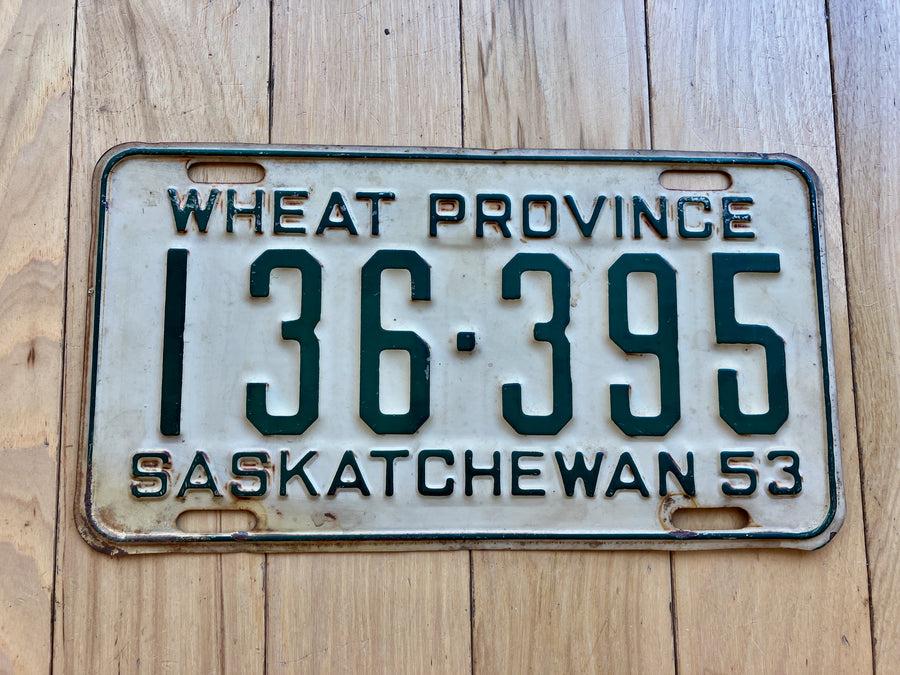 WHEAT PROVINCE
136·395
SASKATCHEWAN 53